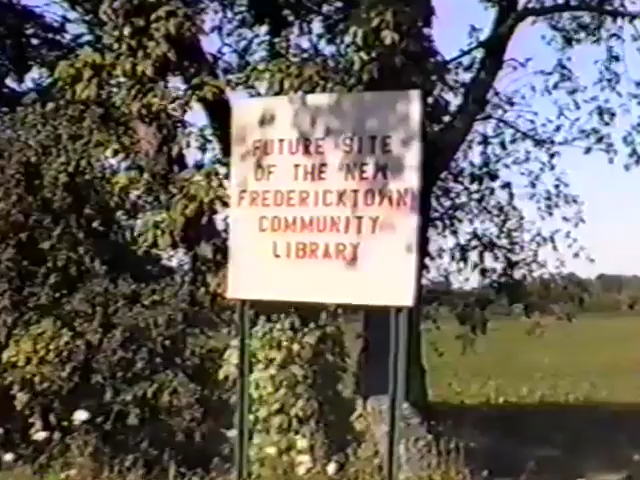 FUTURE SITE
OF THE NEW
FREDERICKTOWN
COMMUNITY
LIBRARY